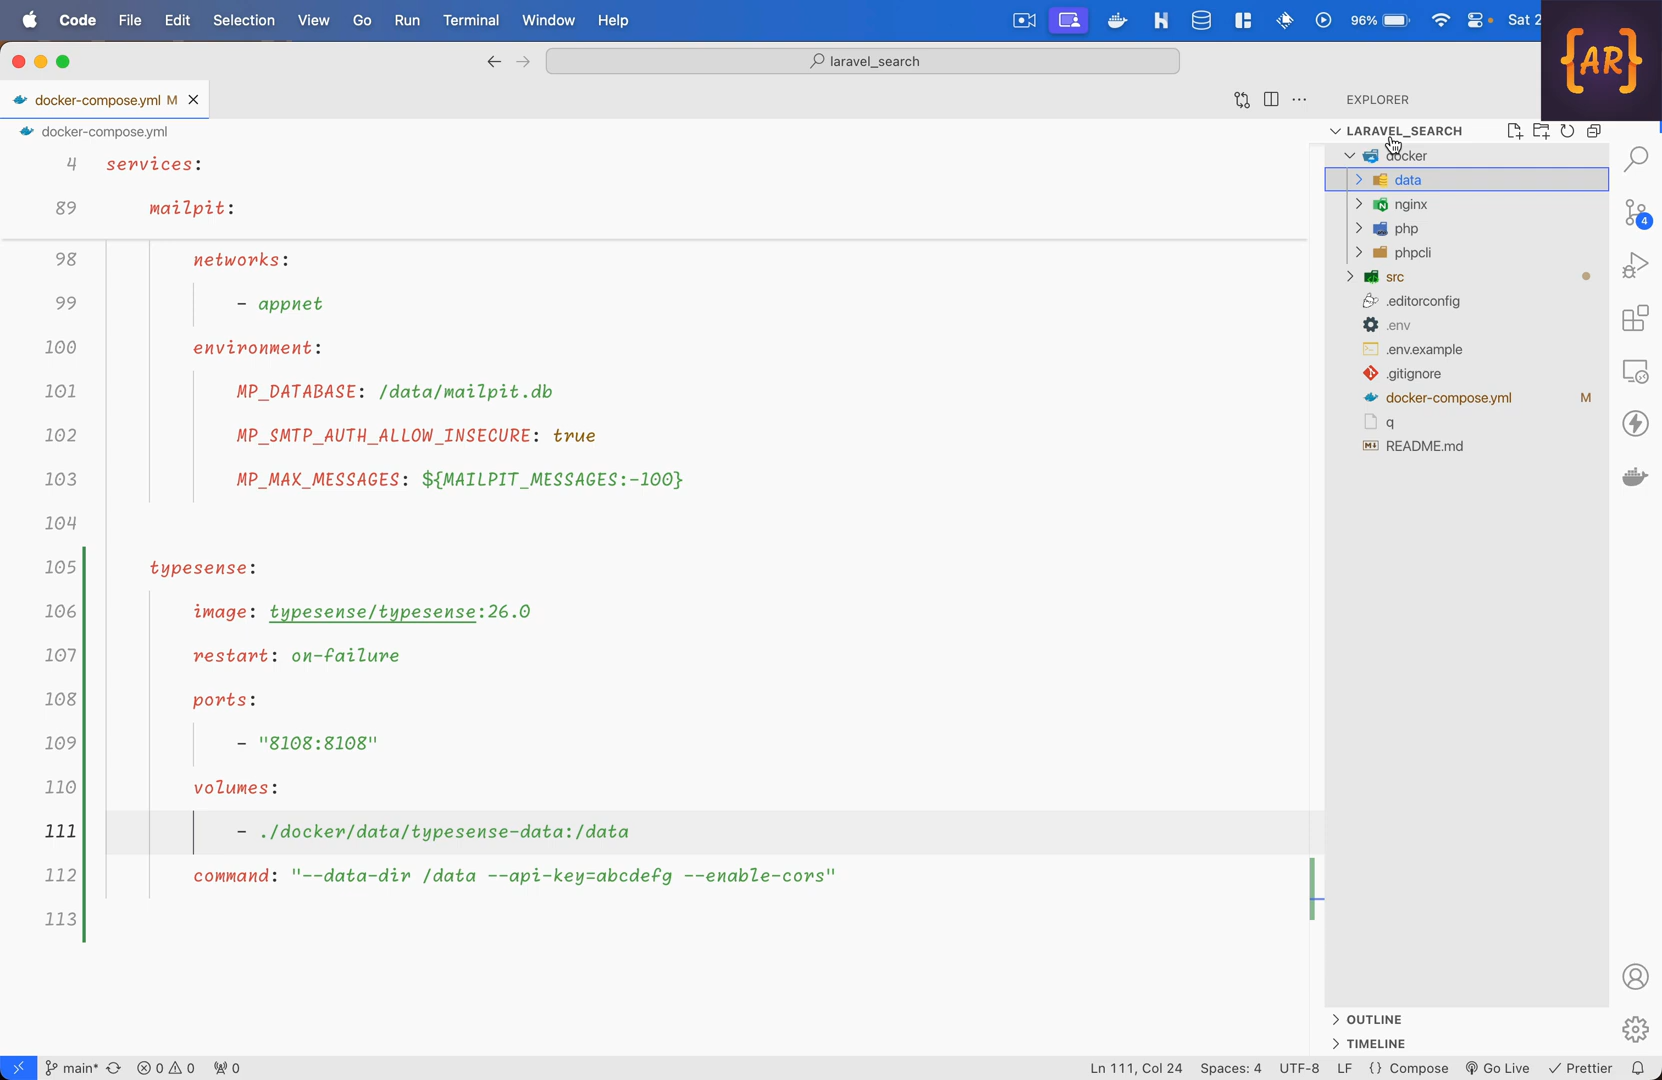 Code File Edit Selection View Go Run Terminal Window Help 96% Sat 2
{AR}
laravel_search
docker-compose.yml M
EXPLORER
docker-compose.yml
LARAVEL_SEARCH
4 services:
89 mailpit:
98 networks:
99 - appnet
100 environment:
101 MP_DATABASE: /data/mailpit.db
102 MP_SMTP_AUTH_ALLOW_INSECURE: true
103 MP_MAX_MESSAGES: ${MAILPIT_MESSAGES:-100}
104
105 typesense:
106 image: typesense/typesense:26.0
107 restart: on-failure
108 ports:
109 - "8108:8108"
110 volumes:
111 - ./docker/data/typesense-data:/data
112 command: "--data-dir /data --api-key=abcdefg --enable-cors"
113
docker
data
nginx
php
phpcli
src
.editorconfig
.env
.env.example
.gitignore
docker-compose.yml M
q
README.md
4
OUTLINE
TIMELINE
main* 0 0 0 Ln 111, Col 24 Spaces: 4 UTF-8 LF {} Compose Go Live Prettier